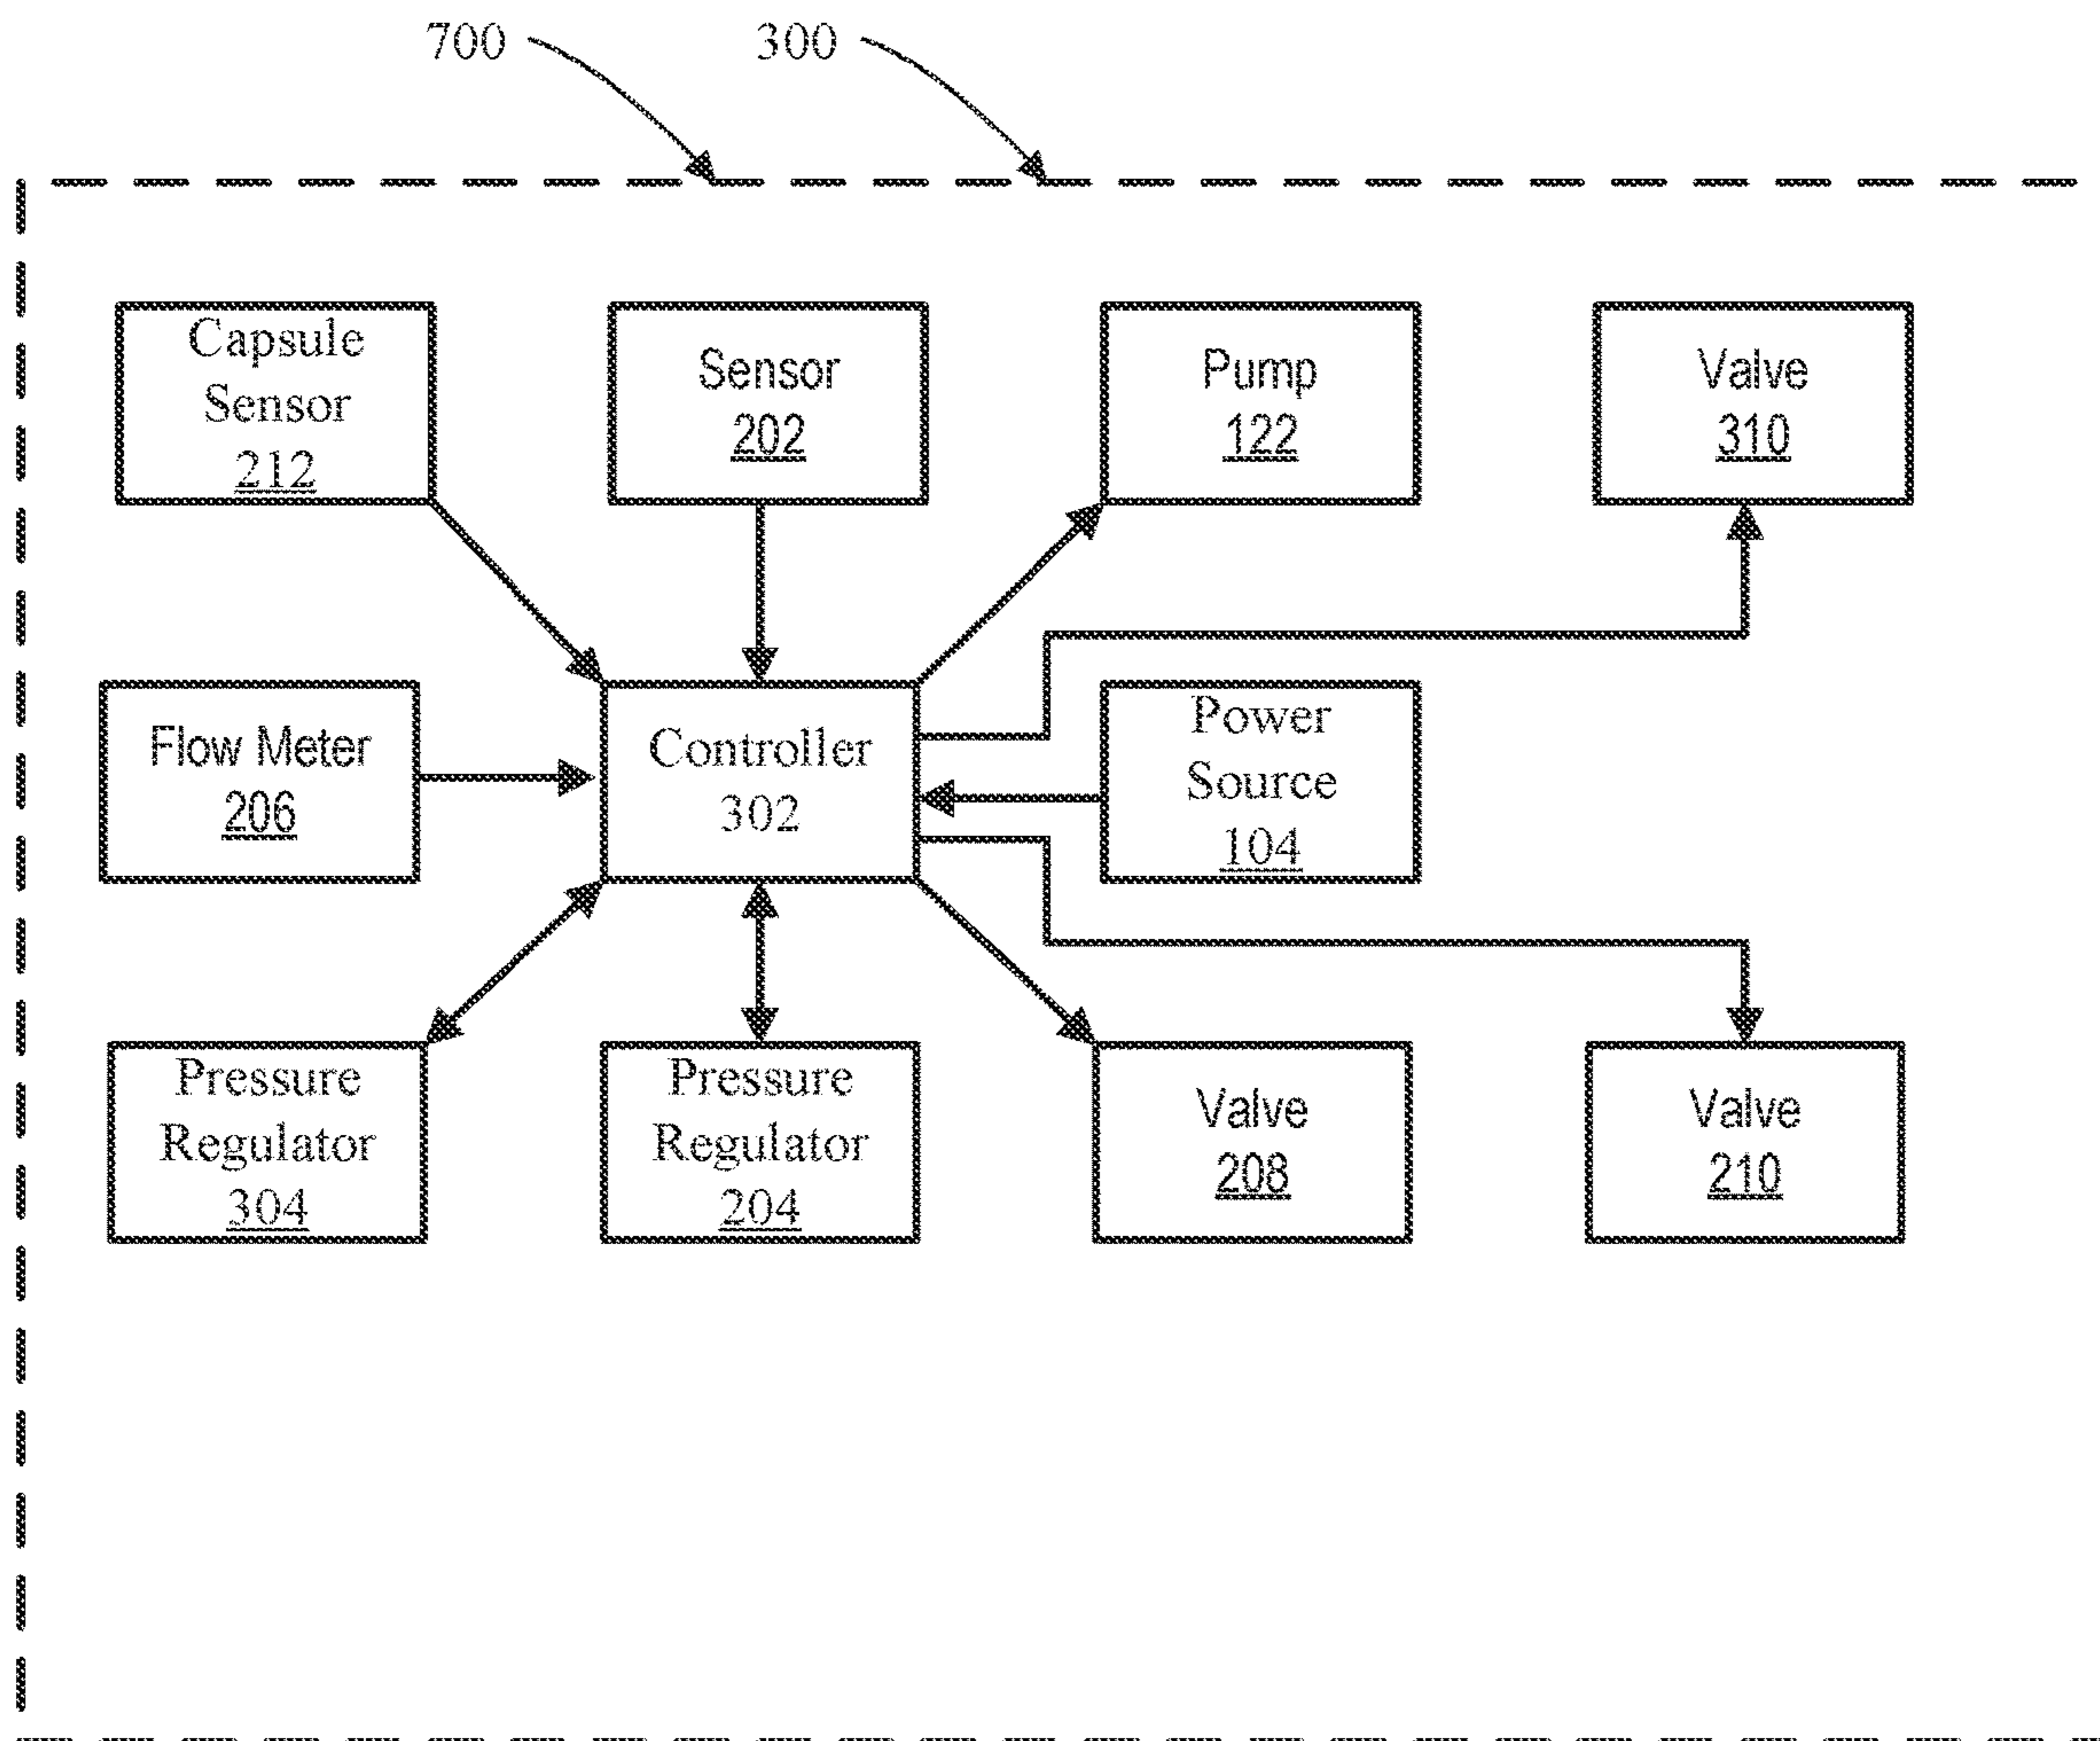 700
300
Capsule
Sensor
212
Sensor
202
Pump
122
Valve
310
Flow Meter
206
Controller
302
Power
Source
104
Pressure
Regulator
304
Pressure
Regulator
204
Valve
208
Valve
210